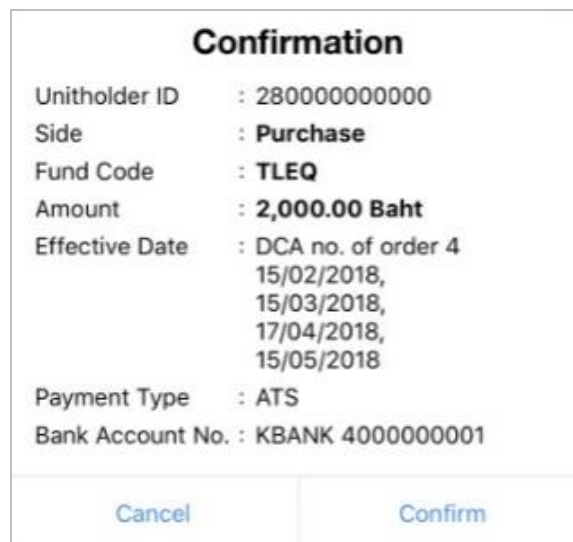 Confirmation
Unitholder ID : 280000000000
Side : Purchase
Fund Code : TLEQ
Amount : 2,000.00 Baht
Effective Date : DCA no. of order 4
15/02/2018,
15/03/2018,
17/04/2018,
15/05/2018
Payment Type : ATS
Bank Account No. : KBANK 4000000001
Cancel Confirm